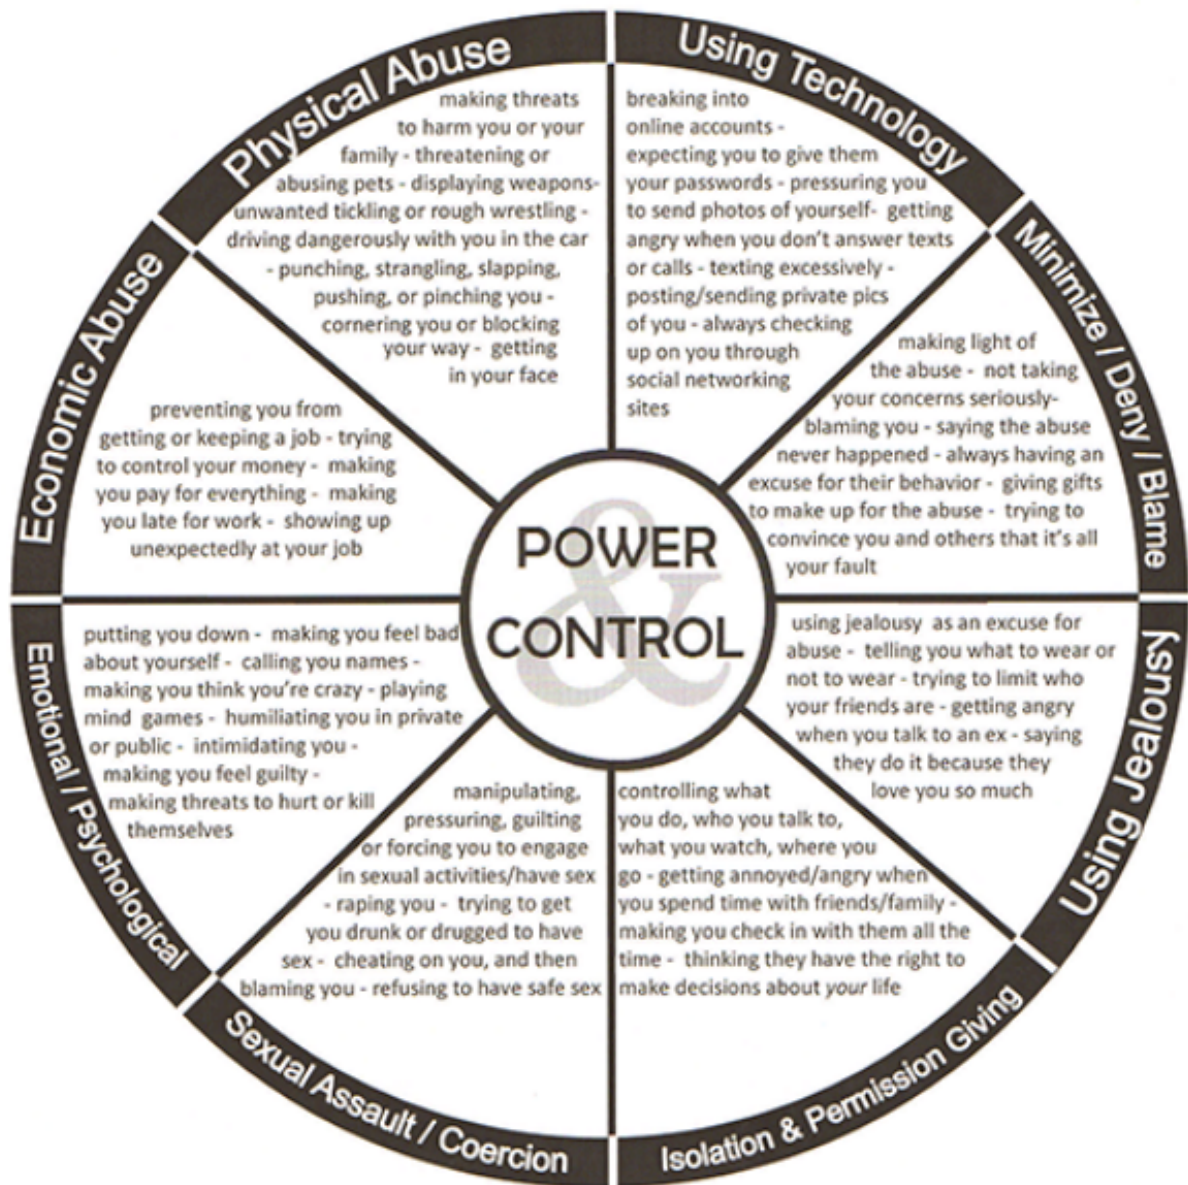 Physical Abuse
making threats
to harm you or your
family - threatening or
abusing pets - displaying weapons-
unwanted tickling or rough wrestling -
driving dangerously with you in the car
- punching, strangling, slapping,
pushing, or pinching you -
cornering you or blocking
your way - getting
in your face
Using Technology
breaking into
online accounts -
expecting you to give them
your passwords - pressuring you
to send photos of yourself- getting
angry when you don't answer texts
or calls - texting excessively -
posting/sending private pics
of you - always checking
up on you through
social networking
sites
Minimize / Deny / Blame
making light of
the abuse - not taking
your concerns seriously-
blaming you - saying the abuse
never happened - always having an
excuse for their behavior - giving gifts
to make up for the abuse - trying to
convince you and others that it's all
your fault
Using Jealousy
using jealousy as an excuse for
abuse - telling you what to wear or
not to wear - trying to limit who
your friends are - getting angry
when you talk to an ex - saying
they do it because they
love you so much
Isolation & Permission Giving
controlling what
you do, who you talk to,
what you watch, where you
go - getting annoyed/angry when
you spend time with friends/family -
making you check in with them all the
time - thinking they have the right to
make decisions about your life
Sexual Assault / Coercion
manipulating,
pressuring, guilting
or forcing you to engage
in sexual activities/have sex
- raping you - trying to get
you drunk or drugged to have
sex - cheating on you, and then
blaming you - refusing to have safe sex
Emotional / Psychological
putting you down - making you feel bad
about yourself - calling you names -
making you think you're crazy - playing
mind games - humiliating you in private
or public - intimidating you -
making you feel guilty -
making threats to hurt or kill
themselves
Economic Abuse
preventing you from
getting or keeping a job - trying
to control your money - making
you pay for everything - making
you late for work - showing up
unexpectedly at your job
POWER
&
CONTROL